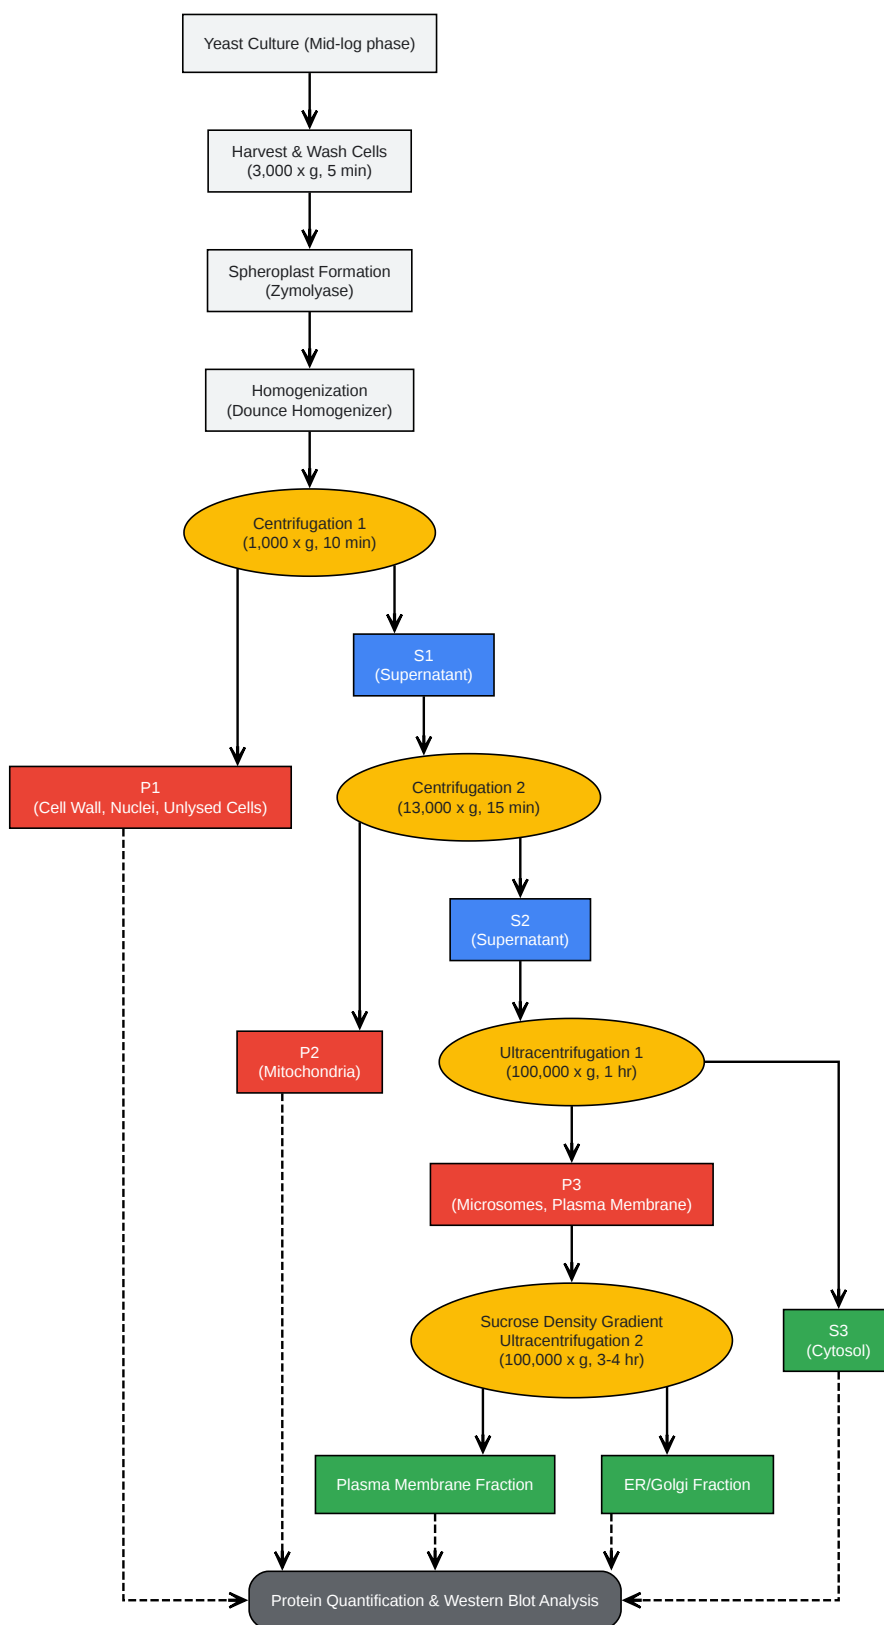 Yeast Culture (Mid-log phase)
Harvest & Wash Cells
(3,000 x g, 5 min)
Spheroplast Formation
(Zymolyase)
Homogenization
(Dounce Homogenizer)
Centrifugation 1
(1,000 x g, 10 min)
S1
(Supernatant)
P1
(Cell Wall, Nuclei, Unlysed Cells)
Centrifugation 2
(13,000 x g, 15 min)
S2
(Supernatant)
P2
(Mitochondria)
Ultracentrifugation 1
(100,000 x g, 1 hr)
P3
(Microsomes, Plasma Membrane)
Sucrose Density Gradient
Ultracentrifugation 2
(100,000 x g, 3-4 hr)
S3
(Cytosol)
Plasma Membrane Fraction
ER/Golgi Fraction
Protein Quantification & Western Blot Analysis